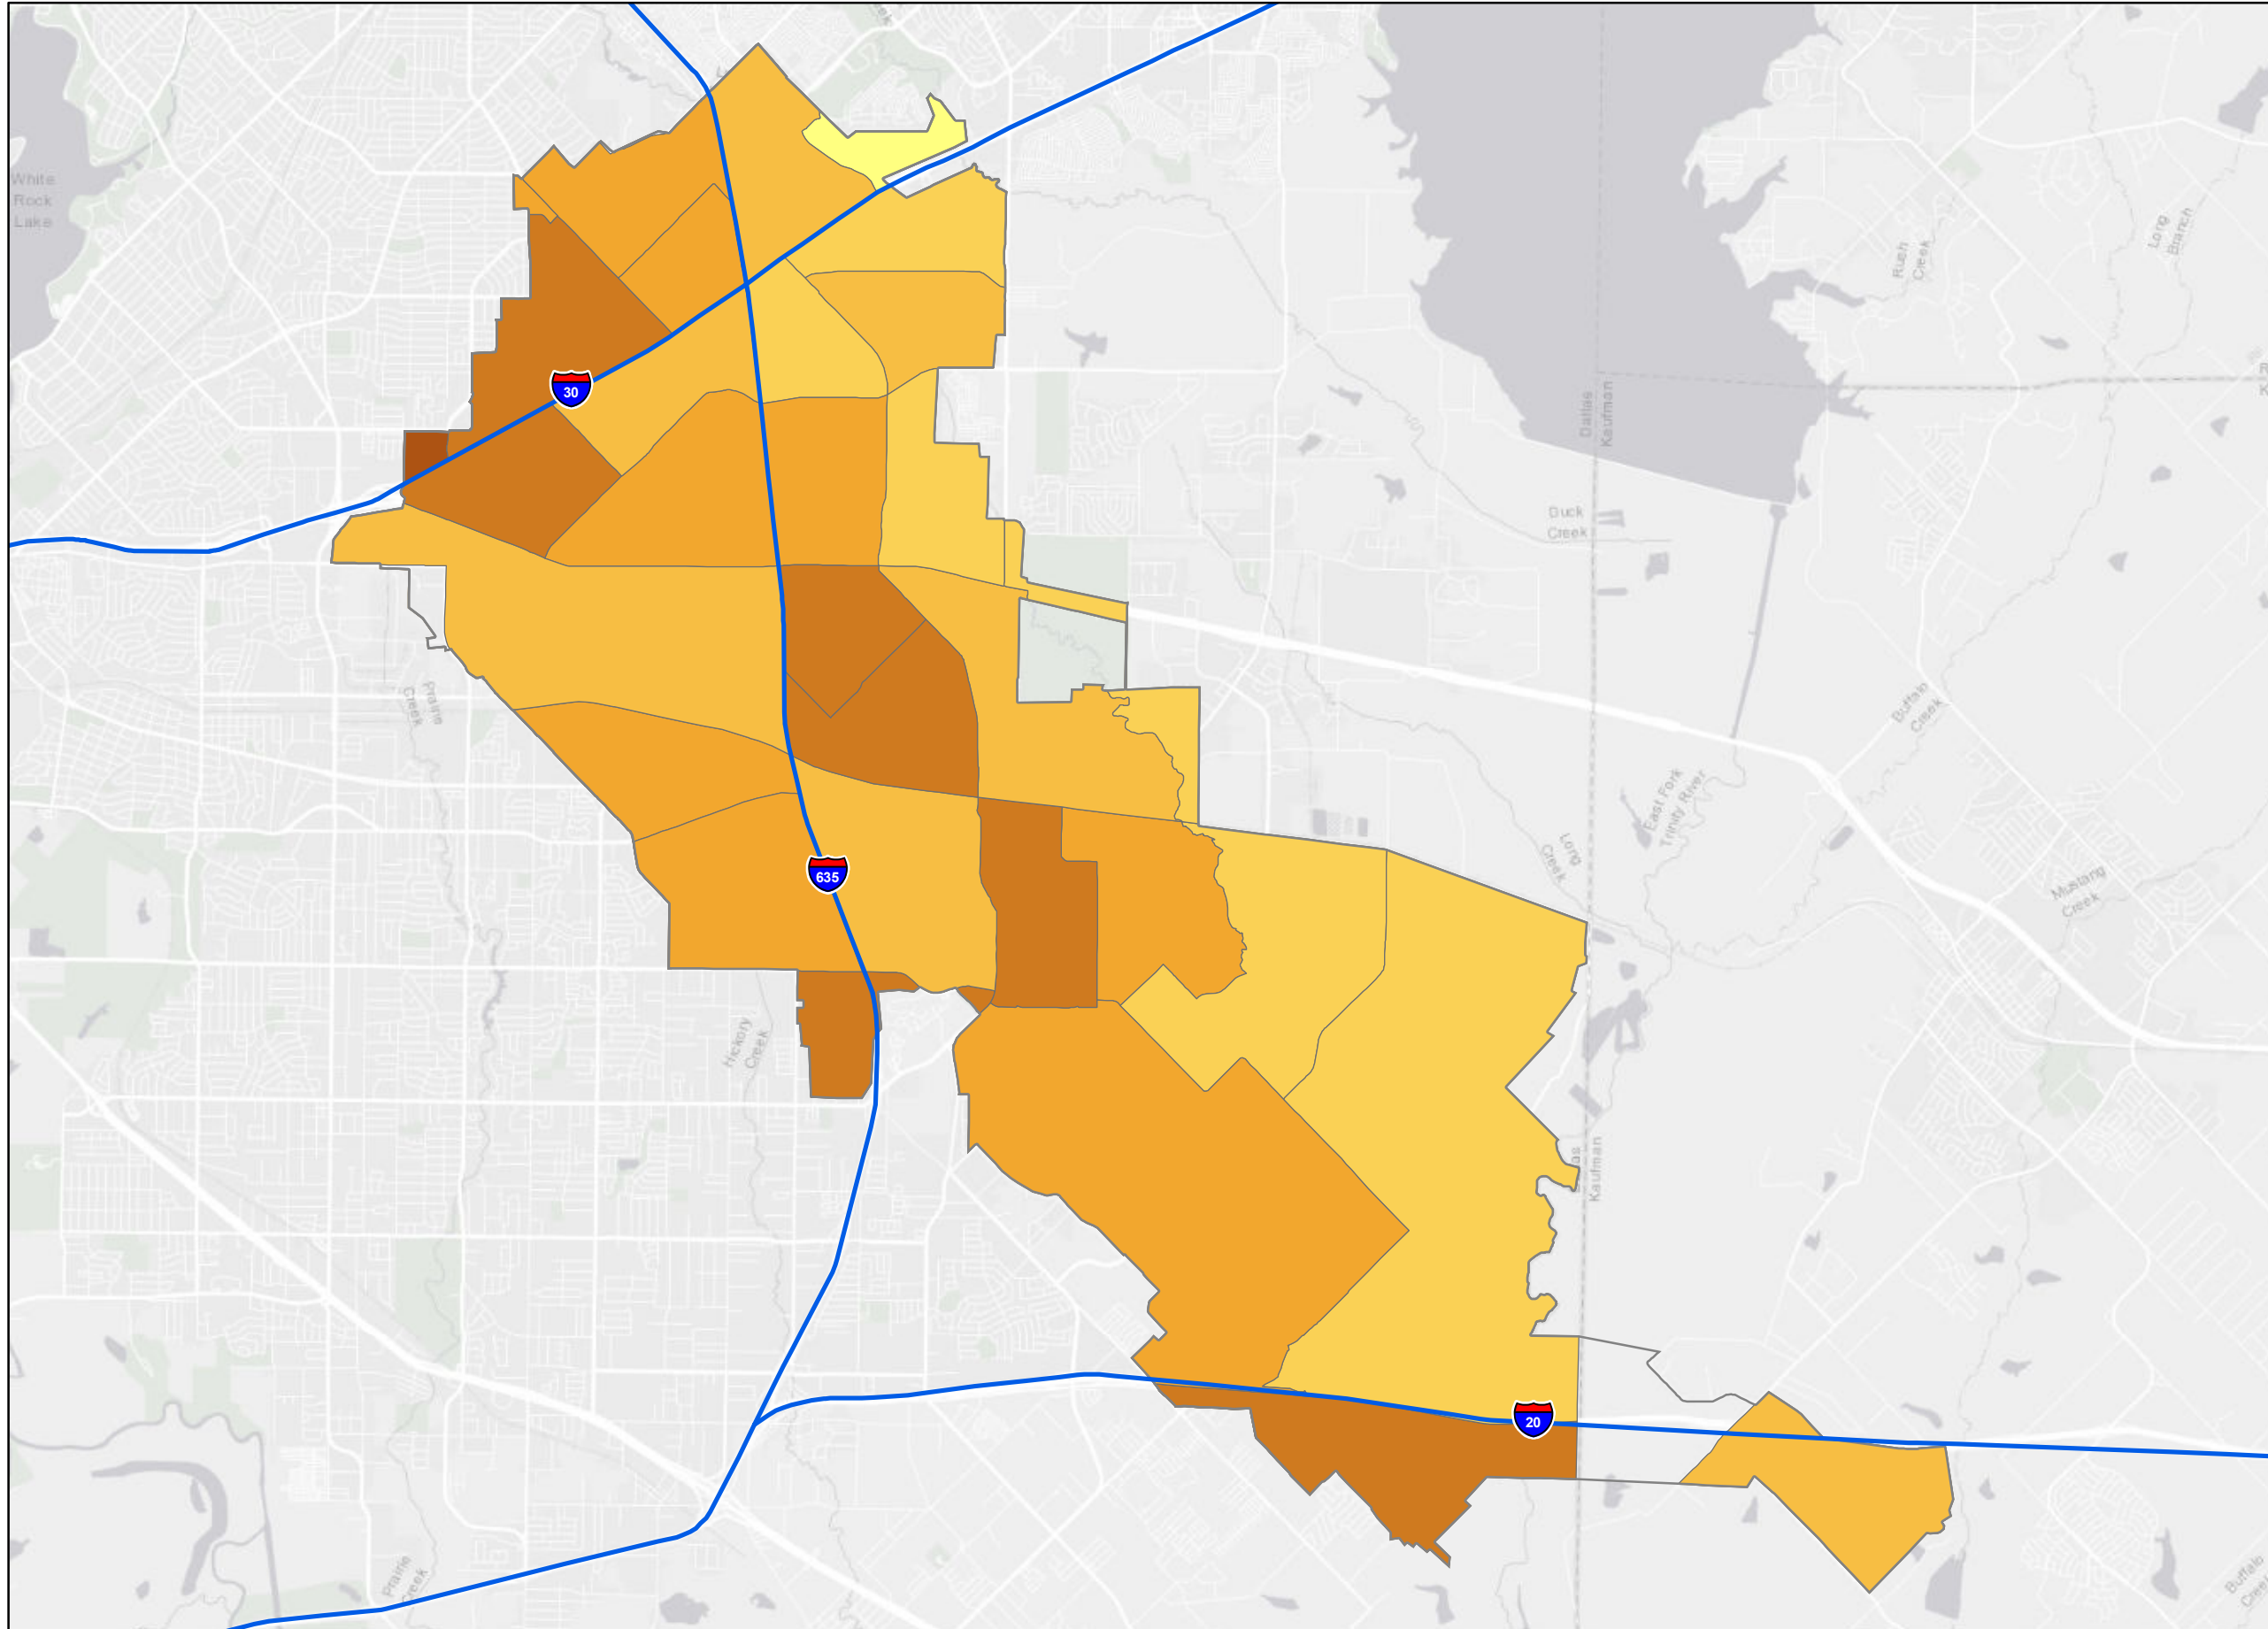 White
Rock
Lake
Rush
Creek
Long
Branch
30
Dallas
Kaufman
Duck
Creek
Prairie
Creek
Buffalo
Creek
East Fork
Trinity River
Long
Creek
635
Mustang
Creek
Hickory
Creek
Kaufman
20
Prairie
Creek
Buffalo